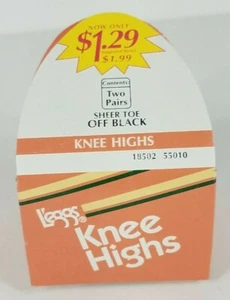 NOW ONLY
$1.29
$1.99
Contents:
Two
Pairs
SHEER TOE
OFF BLACK
KNEE HIGHS
18502 55010
L'eggs®
Knee
Highs